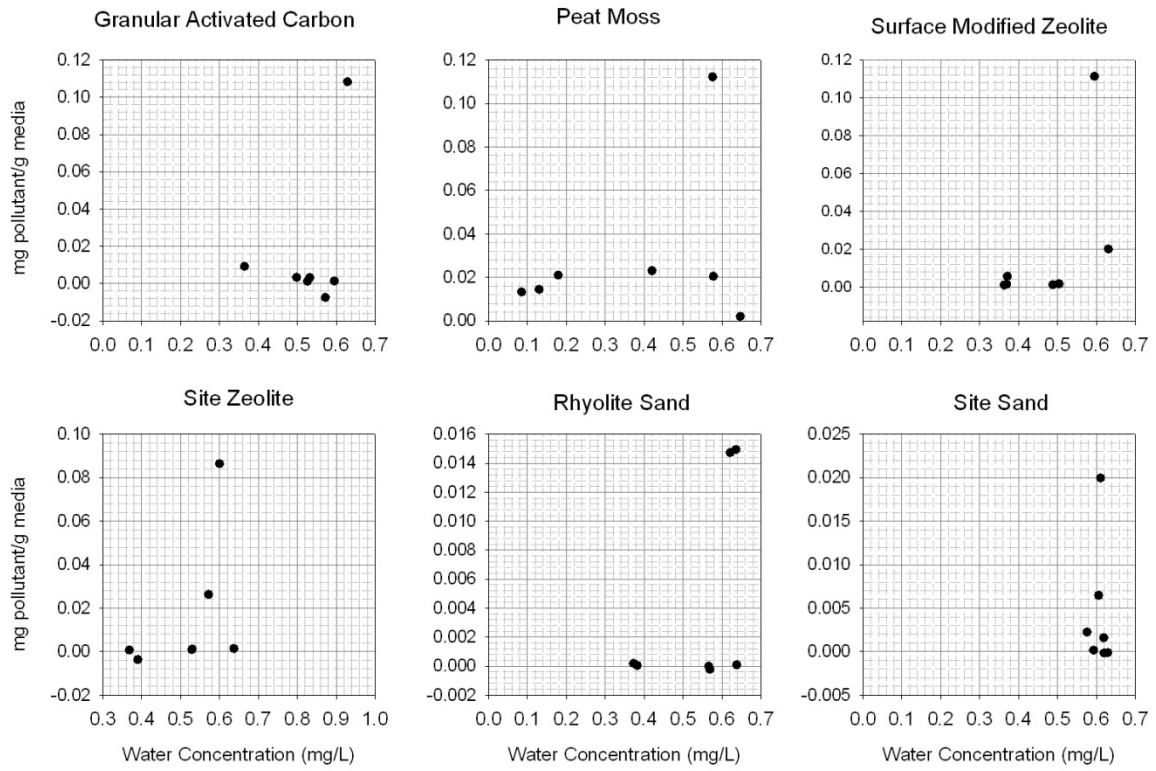 Granular Activated Carbon
Peat Moss
Surface Modified Zeolite
mg pollutant/g media
0.12
0.10
0.08
0.06
0.04
0.02
0.00
-0.02
0.0 0.1 0.2 0.3 0.4 0.5 0.6 0.7
0.12
0.10
0.08
0.06
0.04
0.02
0.00
0.0 0.1 0.2 0.3 0.4 0.5 0.6 0.7
0.12
0.10
0.08
0.06
0.04
0.02
0.00
0.0 0.1 0.2 0.3 0.4 0.5 0.6 0.7
Site Zeolite
Rhyolite Sand
Site Sand
mg pollutant/g media
0.10
0.08
0.06
0.04
0.02
0.00
-0.02
0.3 0.4 0.5 0.6 0.7 0.8 0.9 1.0
Water Concentration (mg/L)
0.016
0.014
0.012
0.010
0.008
0.006
0.004
0.002
0.000
-0.002
0.0 0.1 0.2 0.3 0.4 0.5 0.6 0.7
Water Concentration (mg/L)
0.025
0.020
0.015
0.010
0.005
0.000
-0.005
0.0 0.1 0.2 0.3 0.4 0.5 0.6 0.7
Water Concentration (mg/L)